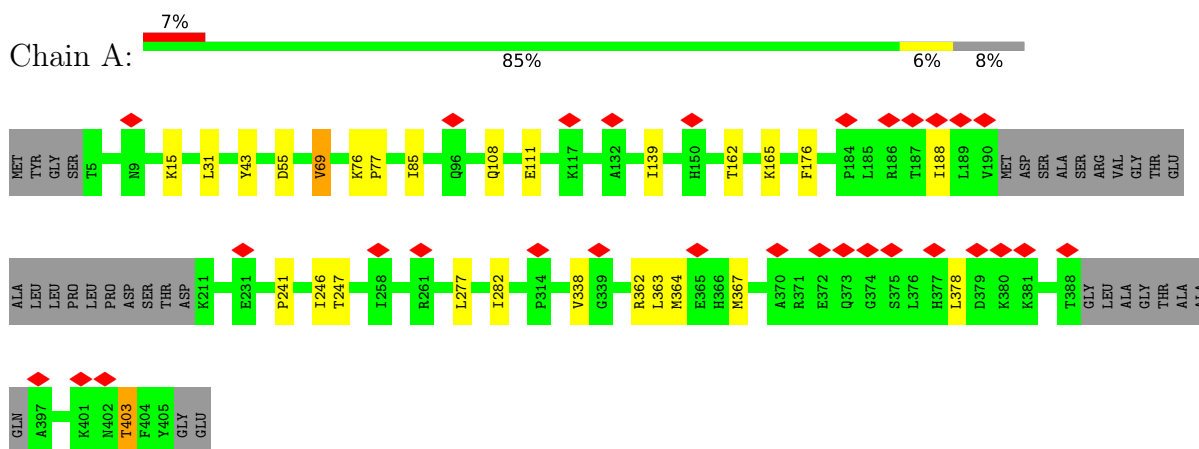 7%
Chain A:
85% 6% 8%
MET TYR GLY SER T5 N9 K15 L31 Y43 D55 V69 K76 P77 I85 Q96 Q108 E111 K117 A132 I139 H150 T162 K165 F176 P184 L185 R186 T187 I188 L189 V190 MET ASP SER ALA SER ARG VAL GLY THR GLU
ALA LEU LEU PRO LEU PRO ASP SER THR ASP K211 E231 P241 I246 T247 I258 R261 L277 I282 P314 V338 G339 R362 L363 M364 E365 H366 M367 A370 R371 E372 Q373 G374 S375 L376 H377 L378 D379 K380 K381 T388 GLY LEU ALA GLY THR ALA ALA
GLN A397 K401 N402 T403 F404 Y405 GLY GLU